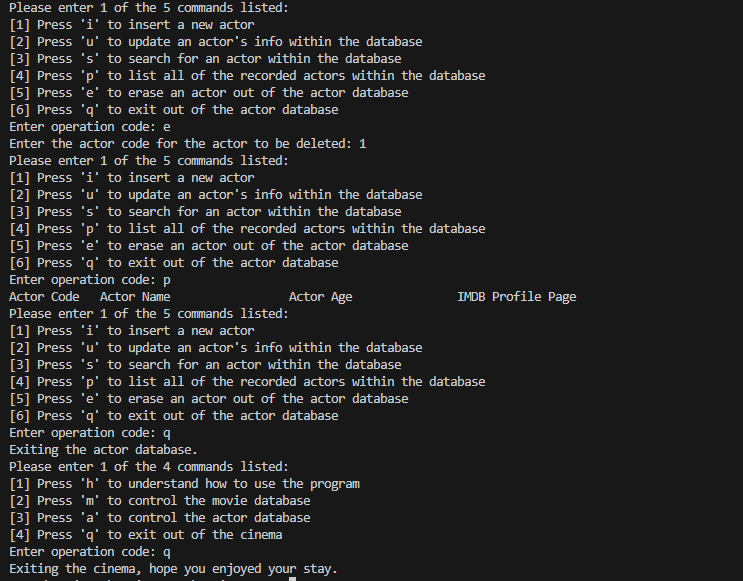 Please enter 1 of the 5 commands listed:
[1] Press 'i' to insert a new actor
[2] Press 'u' to update an actor's info within the database
[3] Press 's' to search for an actor within the database
[4] Press 'p' to list all of the recorded actors within the database
[5] Press 'e' to erase an actor out of the actor database
[6] Press 'q' to exit out of the actor database
Enter operation code: e
Enter the actor code for the actor to be deleted: 1
Please enter 1 of the 5 commands listed:
[1] Press 'i' to insert a new actor
[2] Press 'u' to update an actor's info within the database
[3] Press 's' to search for an actor within the database
[4] Press 'p' to list all of the recorded actors within the database
[5] Press 'e' to erase an actor out of the actor database
[6] Press 'q' to exit out of the actor database
Enter operation code: p
Actor Code   Actor Name                 Actor Age               IMDB Profile Page
Please enter 1 of the 5 commands listed:
[1] Press 'i' to insert a new actor
[2] Press 'u' to update an actor's info within the database
[3] Press 's' to search for an actor within the database
[4] Press 'p' to list all of the recorded actors within the database
[5] Press 'e' to erase an actor out of the actor database
[6] Press 'q' to exit out of the actor database
Enter operation code: q
Exiting the actor database.
Please enter 1 of the 4 commands listed:
[1] Press 'h' to understand how to use the program
[2] Press 'm' to control the movie database
[3] Press 'a' to control the actor database
[4] Press 'q' to exit out of the cinema
Enter operation code: q
Exiting the cinema, hope you enjoyed your stay.